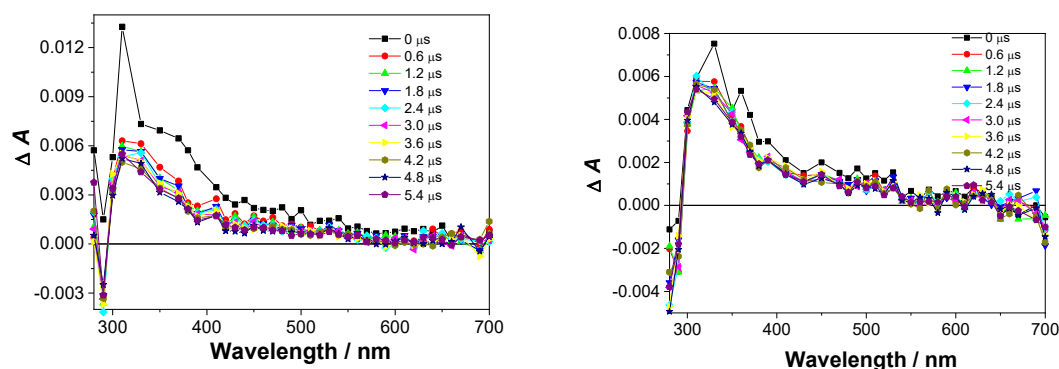 0.012
0.009
0.006
0.003
0.000
-0.003
Δ A
300
400
500
600
700
Wavelength / nm
0 μs
0.6 μs
1.2 μs
1.8 μs
2.4 μs
3.0 μs
3.6 μs
4.2 μs
4.8 μs
5.4 μs
0.008
0.006
0.004
0.002
0.000
-0.002
-0.004
Δ A
300
400
500
600
700
Wavelength / nm
0 μs
0.6 μs
1.2 μs
1.8 μs
2.4 μs
3.0 μs
3.6 μs
4.2 μs
4.8 μs
5.4 μs